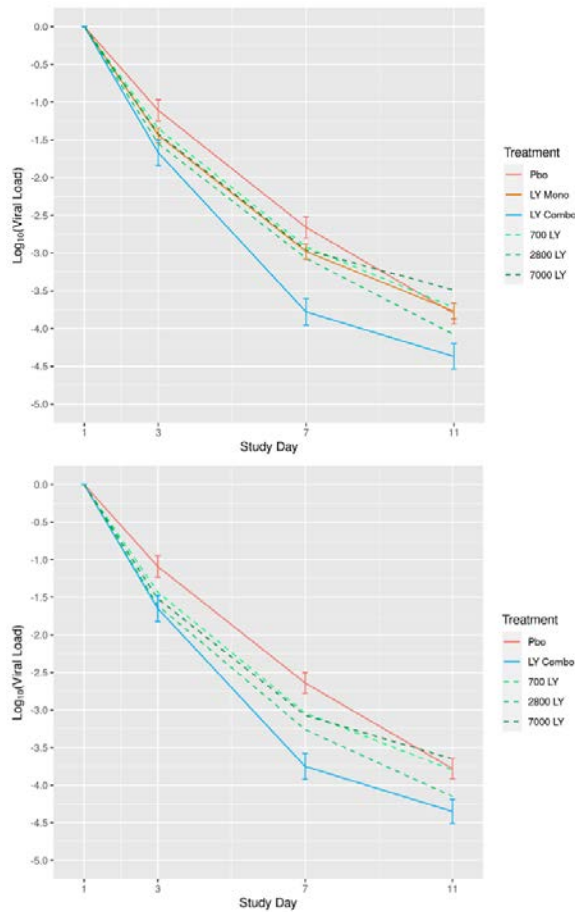 0.0
-0.5
-1.0
-1.5
-2.0
-2.5
-3.0
-3.5
-4.0
-4.5
-5.0
Log₁₀(Viral Load)
1 3 7 11
Study Day
Treatment
Pbo
LY Mono
LY Combo
700 LY
2800 LY
7000 LY
0.0
-0.5
-1.0
-1.5
-2.0
-2.5
-3.0
-3.5
-4.0
-4.5
-5.0
Log₁₀(Viral Load)
1 3 7 11
Study Day
Treatment
Pbo
LY Combo
700 LY
2800 LY
7000 LY